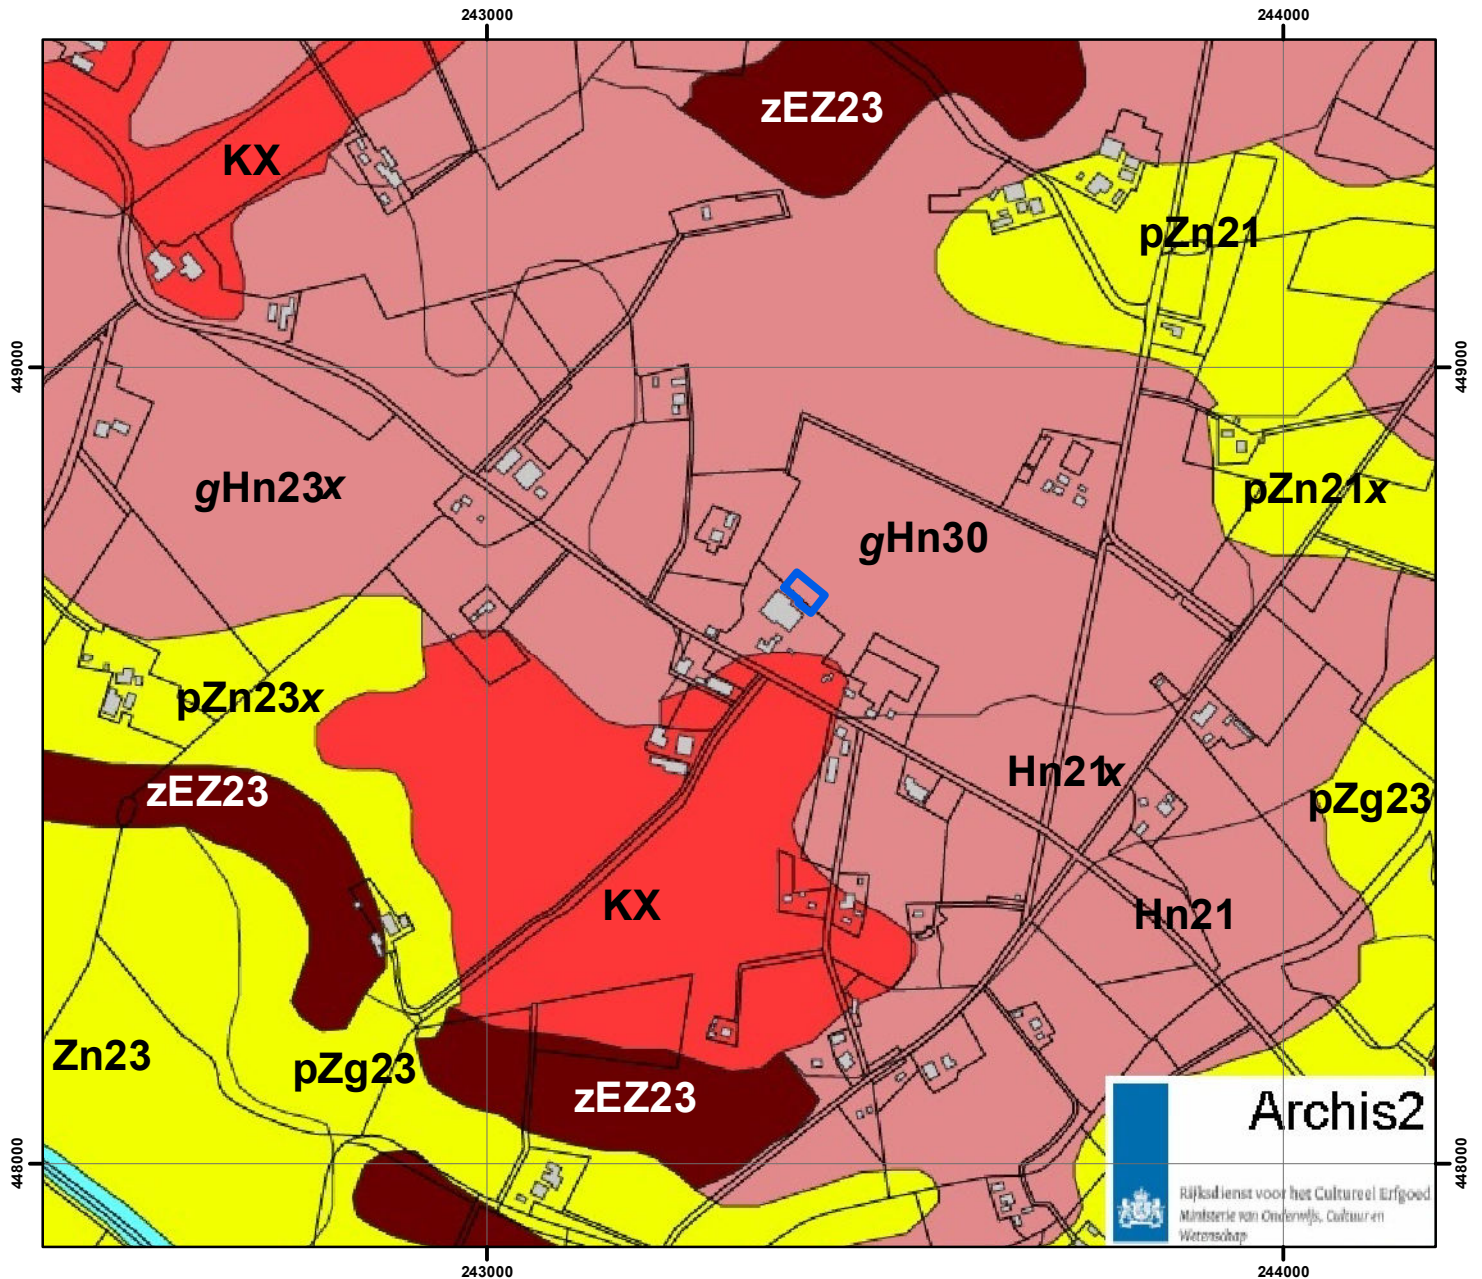 243000
244000
zEZ23
KX
pZn21
449000
449000
gHn23x
pZn21x
gHn30
pZn23x
zEZ23
Hn21x
pZg23
KX
Hn21
Zn23
pZg23
zEZ23
Archis2
448000
448000
Rijksdienst voor het Cultureel Erfgoed
Ministerie van Onderwijs, Cultuur en
Wetenschap
243000
244000